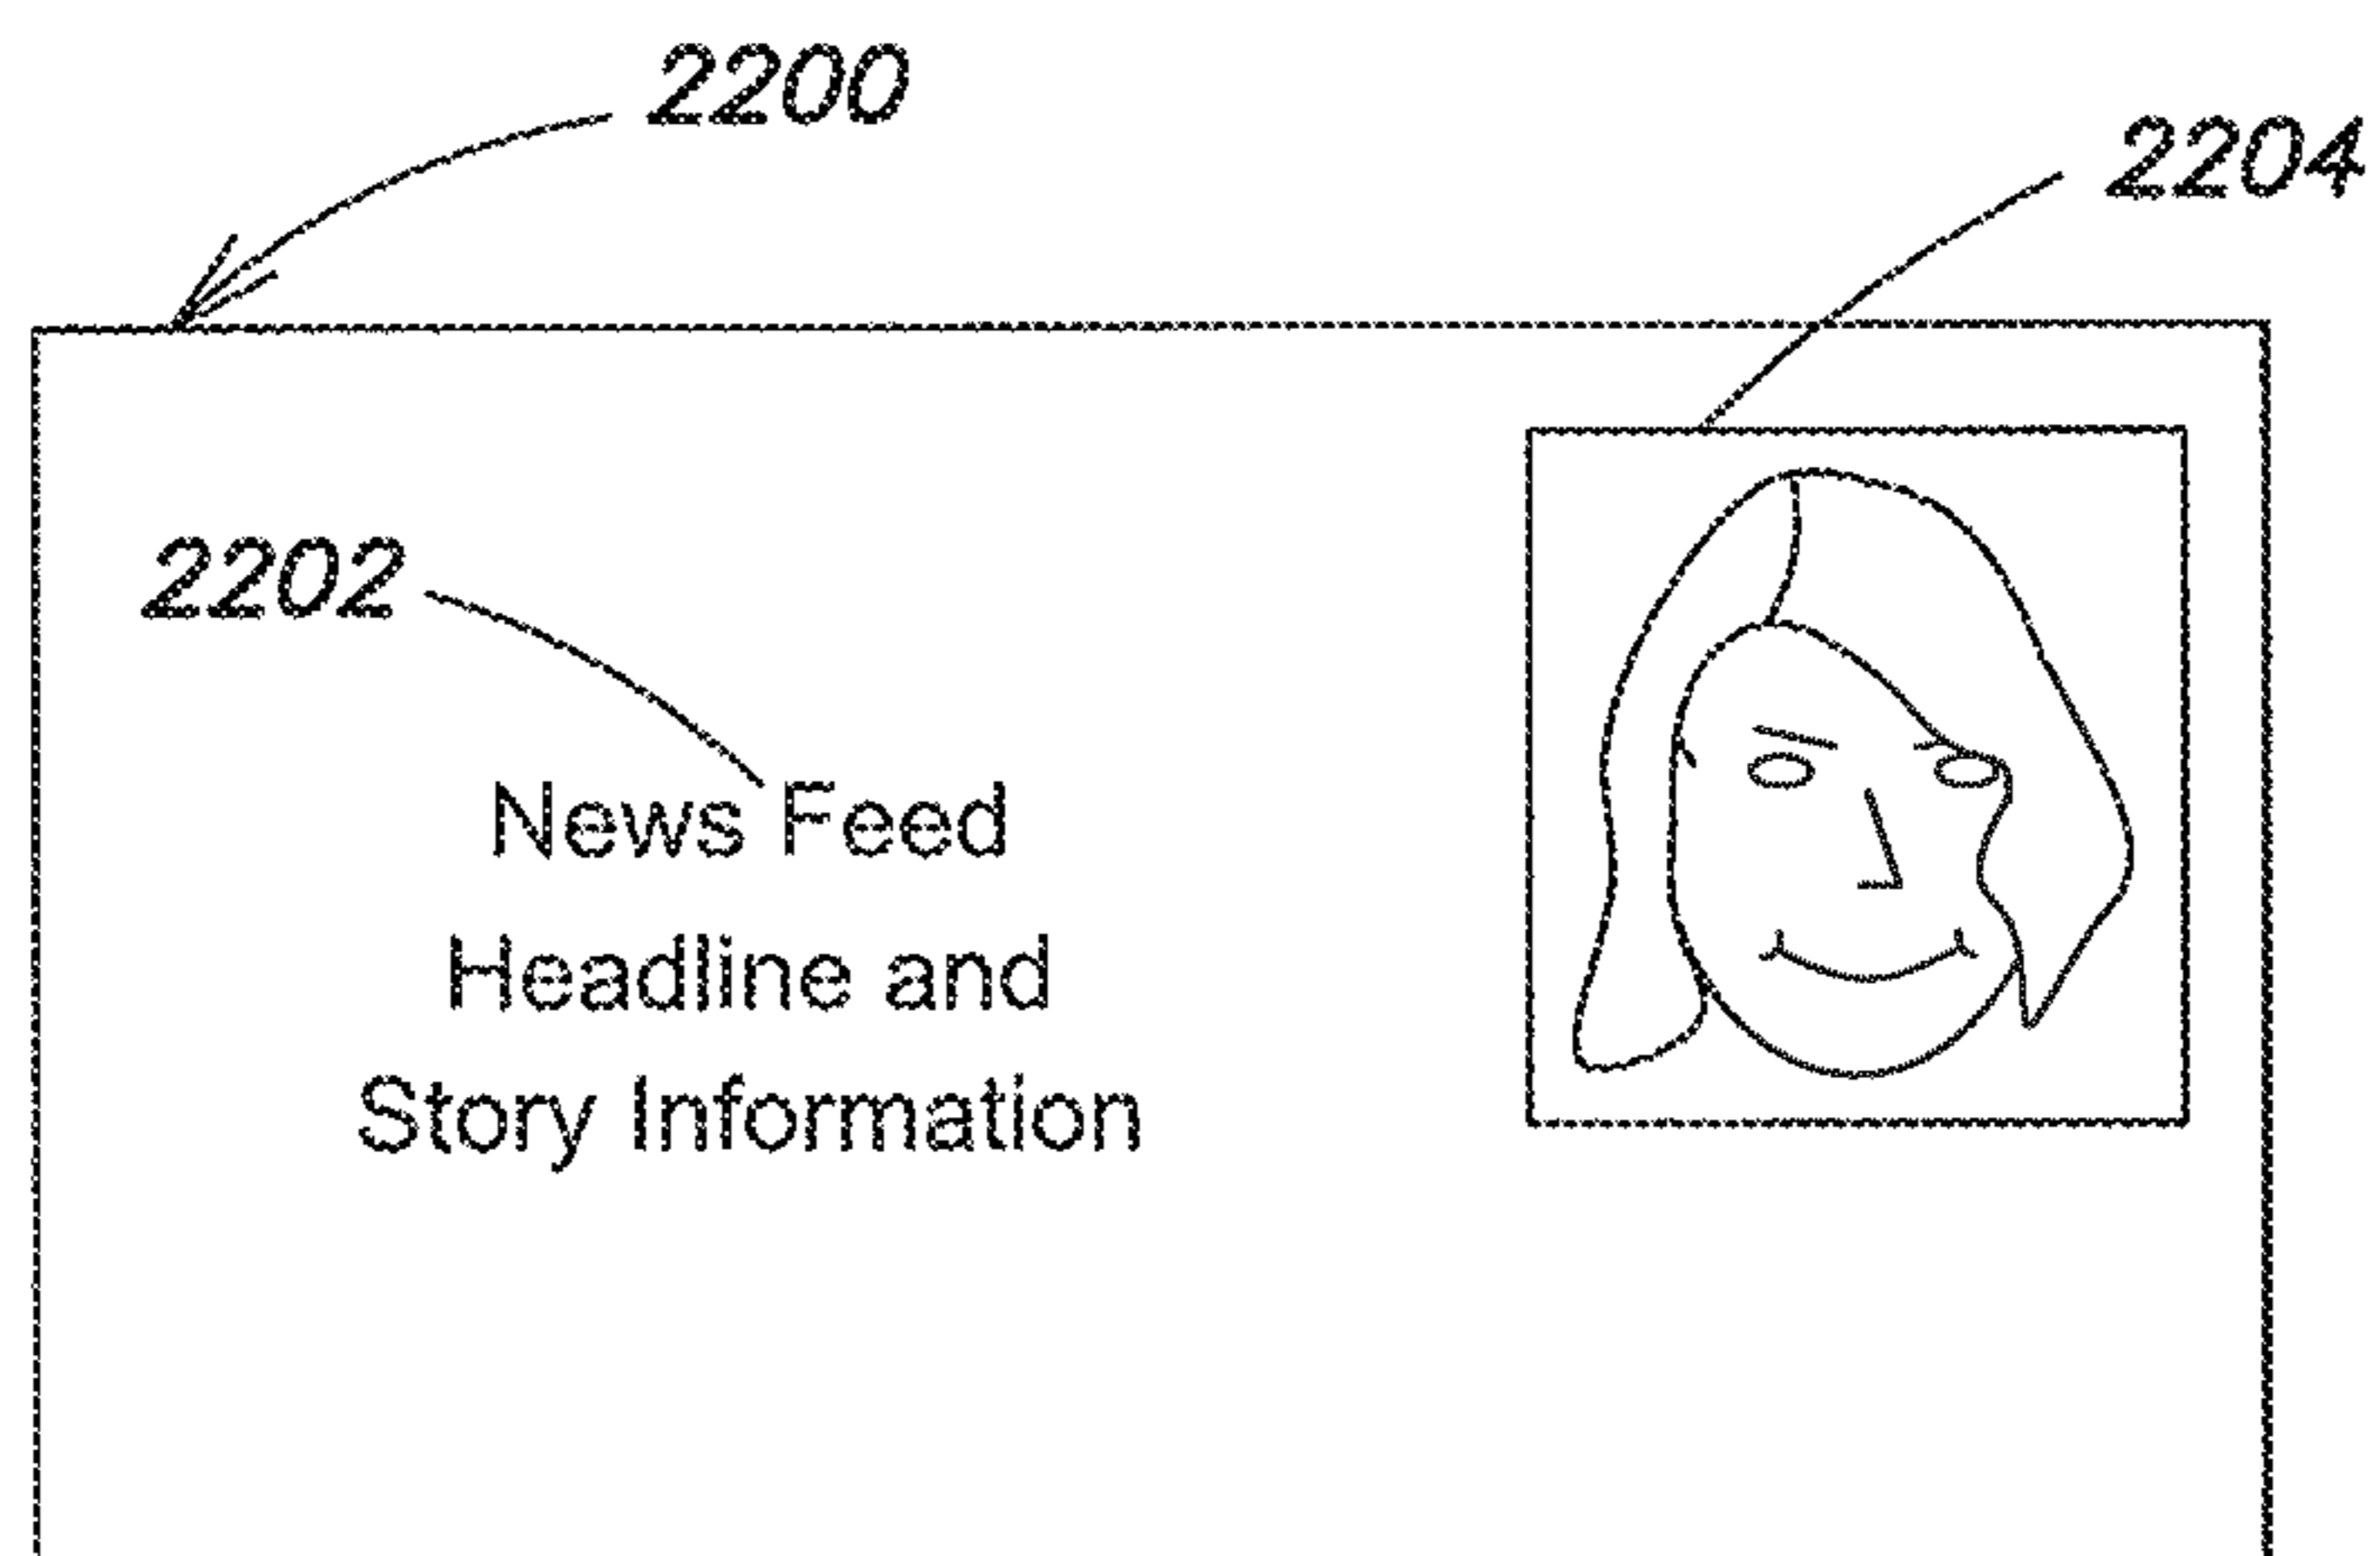 2200
2204
2202
News Feed
Headline and
Story Information